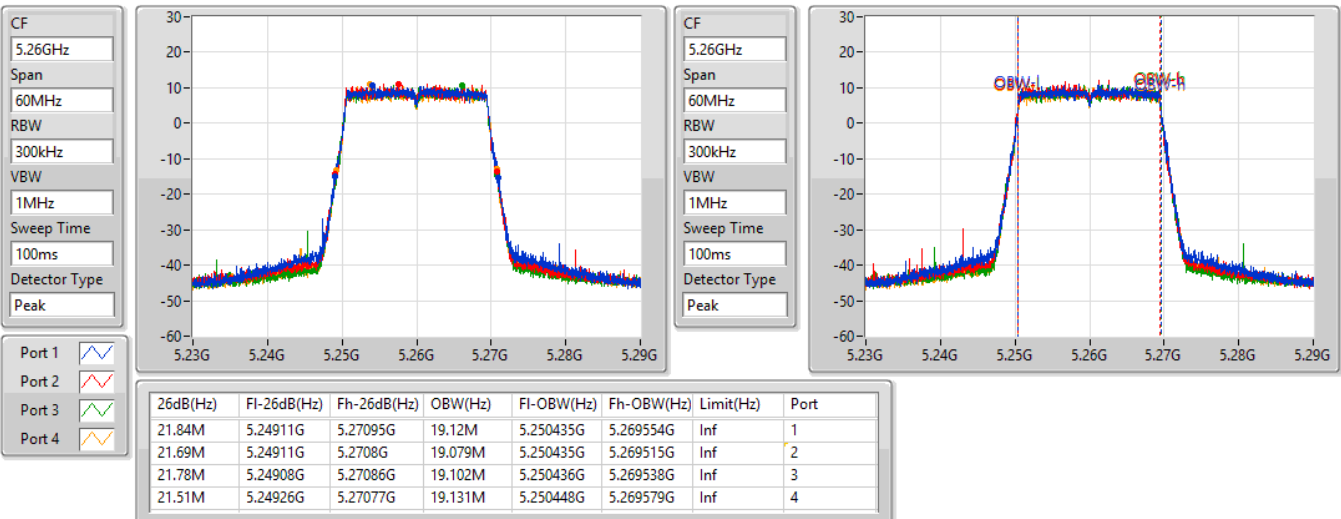 CF
5.26GHz
Span
60MHz
RBW
300kHz
VBW
1MHz
Sweep Time
100ms
Detector Type
Peak
Port 1
Port 2
Port 3
Port 4
30
20
10
0
-10
-20
-30
-40
-50
-60
5.23G 5.24G 5.25G 5.26G 5.27G 5.28G 5.29G
CF
5.26GHz
Span
60MHz
RBW
300kHz
VBW
1MHz
Sweep Time
100ms
Detector Type
Peak
30
20
10
0
-10
-20
-30
-40
-50
-60
OBW-l OBW-h
5.23G 5.24G 5.25G 5.26G 5.27G 5.28G 5.29G
26dB(Hz) Fl-26dB(Hz) Fh-26dB(Hz) OBW(Hz) Fl-OBW(Hz) Fh-OBW(Hz) Limit(Hz) Port
21.84M 5.24911G 5.27095G 19.12M 5.250435G 5.269554G Inf 1
21.69M 5.24911G 5.2708G 19.079M 5.250435G 5.269515G Inf 2
21.78M 5.24908G 5.27086G 19.102M 5.250436G 5.269538G Inf 3
21.51M 5.24926G 5.27077G 19.131M 5.250448G 5.269579G Inf 4